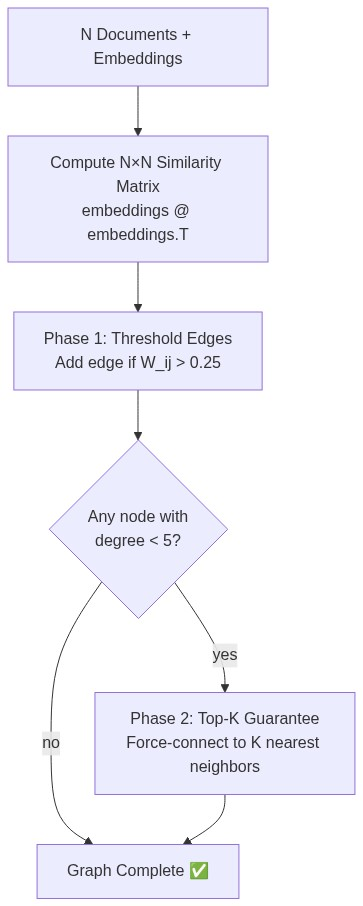 N Documents +
Embeddings
Compute N×N Similarity
Matrix
embeddings @
embeddings.T
Phase 1: Threshold Edges
Add edge if W_ij > 0.25
Any node with
degree < 5?
yes
Phase 2: Top-K Guarantee
Force-connect to K nearest
neighbors
no
Graph Complete ✅